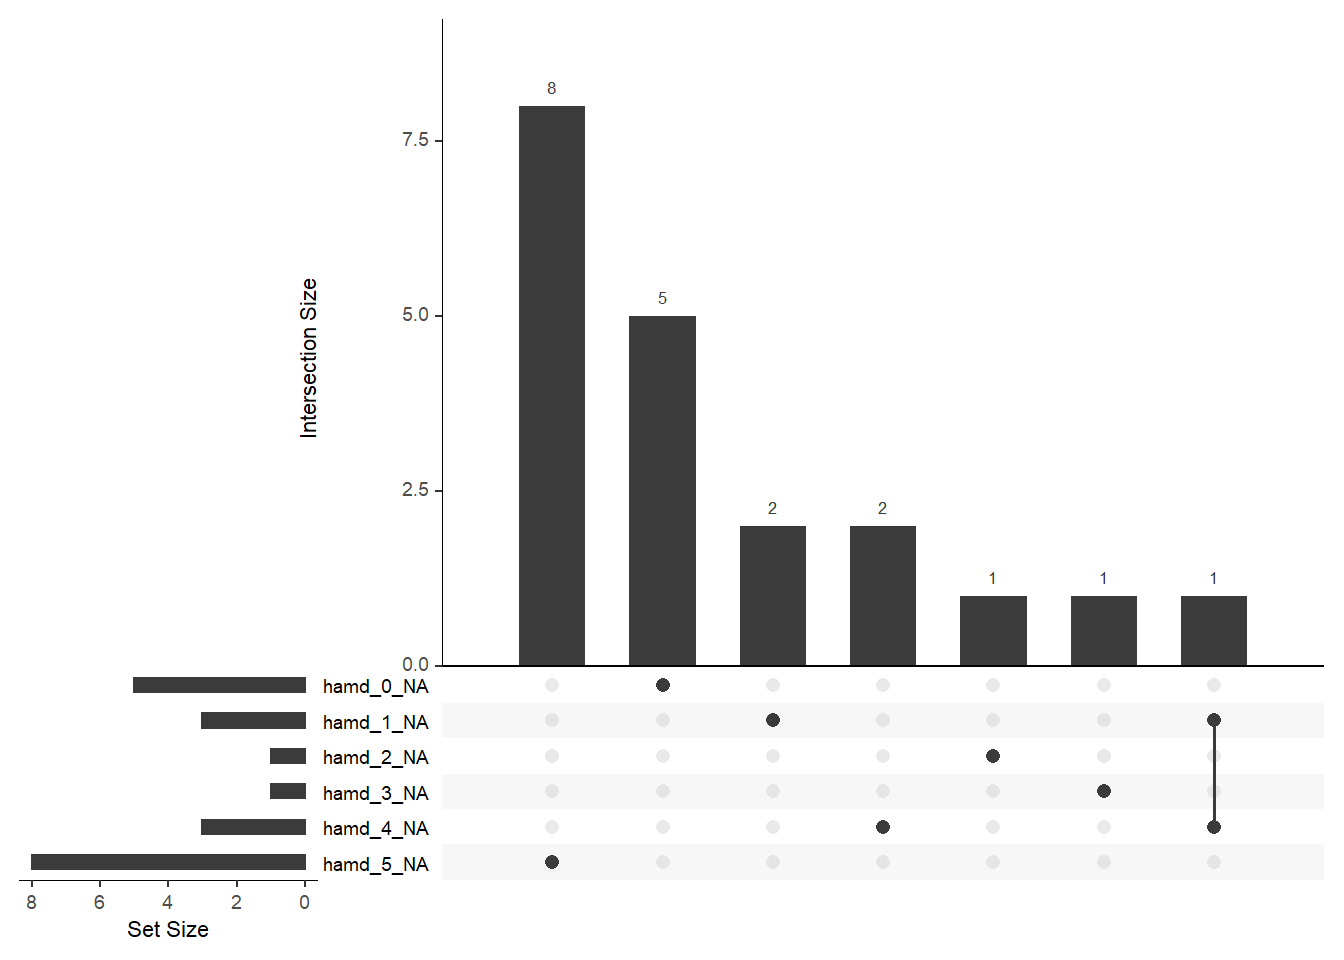 8
7.5
5
5.0
Intersection Size
2.5
2
2
1
1
1
0.0
hamd_0_NA
hamd_1_NA
hamd_2_NA
hamd_3_NA
hamd_4_NA
hamd_5_NA
8 6 4 2 0
Set Size